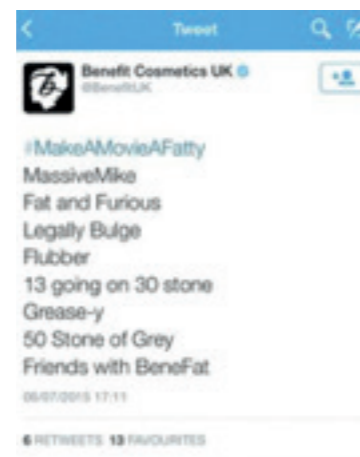 Tweet
Benefit Cosmetics UK
@BenefitUK
#MakeAMovieAFatty
MassiveMike
Fat and Furious
Legally Bulge
Flubber
13 going on 30 stone
Grease-y
50 Stone of Grey
Friends with BeneFat
06/07/2015 17:11
6 RETWEETS 13 FAVOURITES